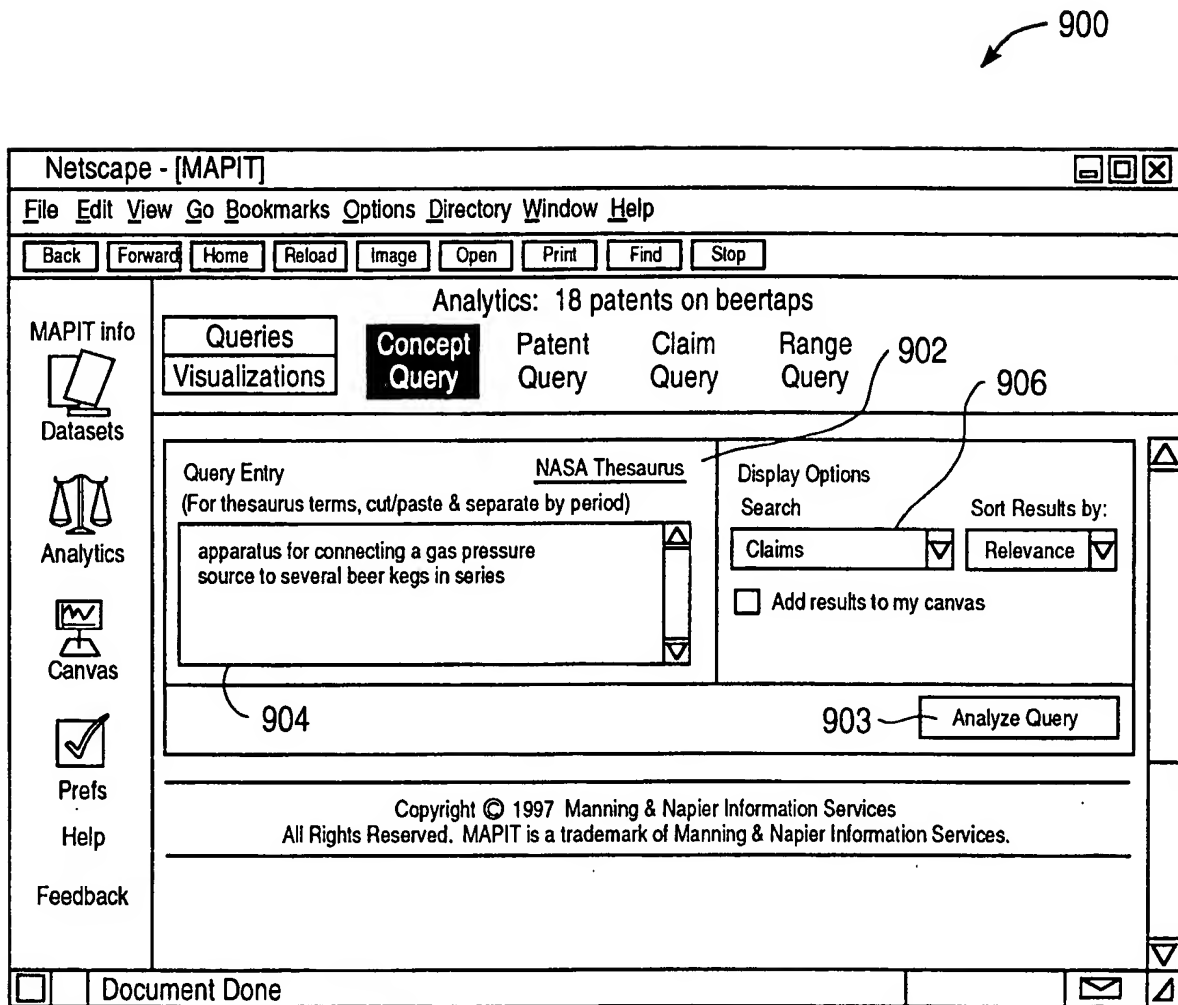 900
Netscape - [MAPIT]
File Edit View Go Bookmarks Options Directory Window Help
Back Forward Home Reload Image Open Print Find Stop
Analytics: 18 patents on beertaps
MAPIT info
Datasets
Analytics
Canvas
Prefs
Help
Feedback
Queries
Visualizations
Concept Query
Patent Query
Claim Query
Range Query
902
906
Query Entry NASA Thesaurus
(For thesaurus terms, cut/paste & separate by period)
apparatus for connecting a gas pressure
source to several beer kegs in series
904
Display Options
Search Sort Results by:
Claims Relevance
Add results to my canvas
903 Analyze Query
Copyright © 1997 Manning & Napier Information Services
All Rights Reserved. MAPIT is a trademark of Manning & Napier Information Services.
Document Done